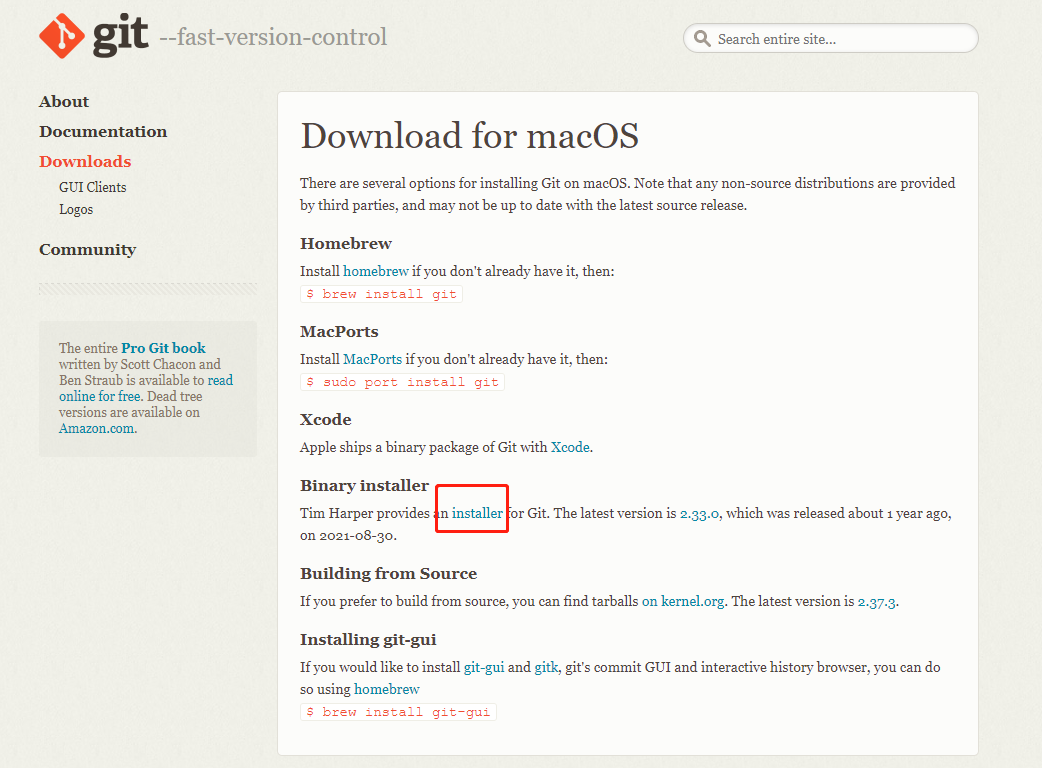 git --fast-version-control
Search entire site...
About
Documentation
Downloads
GUI Clients
Logos
Community
The entire Pro Git book
written by Scott Chacon and
Ben Straub is available to read
online for free. Dead tree
versions are available on
Amazon.com.
Download for macOS
There are several options for installing Git on macOS. Note that any non-source distributions are provided
by third parties, and may not be up to date with the latest source release.
Homebrew
Install homebrew if you don't already have it, then:
$ brew install git
MacPorts
Install MacPorts if you don't already have it, then:
$ sudo port install git
Xcode
Apple ships a binary package of Git with Xcode.
Binary installer
Tim Harper provides an installer for Git. The latest version is 2.33.0, which was released about 1 year ago,
on 2021-08-30.
Building from Source
If you prefer to build from source, you can find tarballs on kernel.org. The latest version is 2.37.3.
Installing git-gui
If you would like to install git-gui and gitk, git's commit GUI and interactive history browser, you can do
so using homebrew
$ brew install git-gui